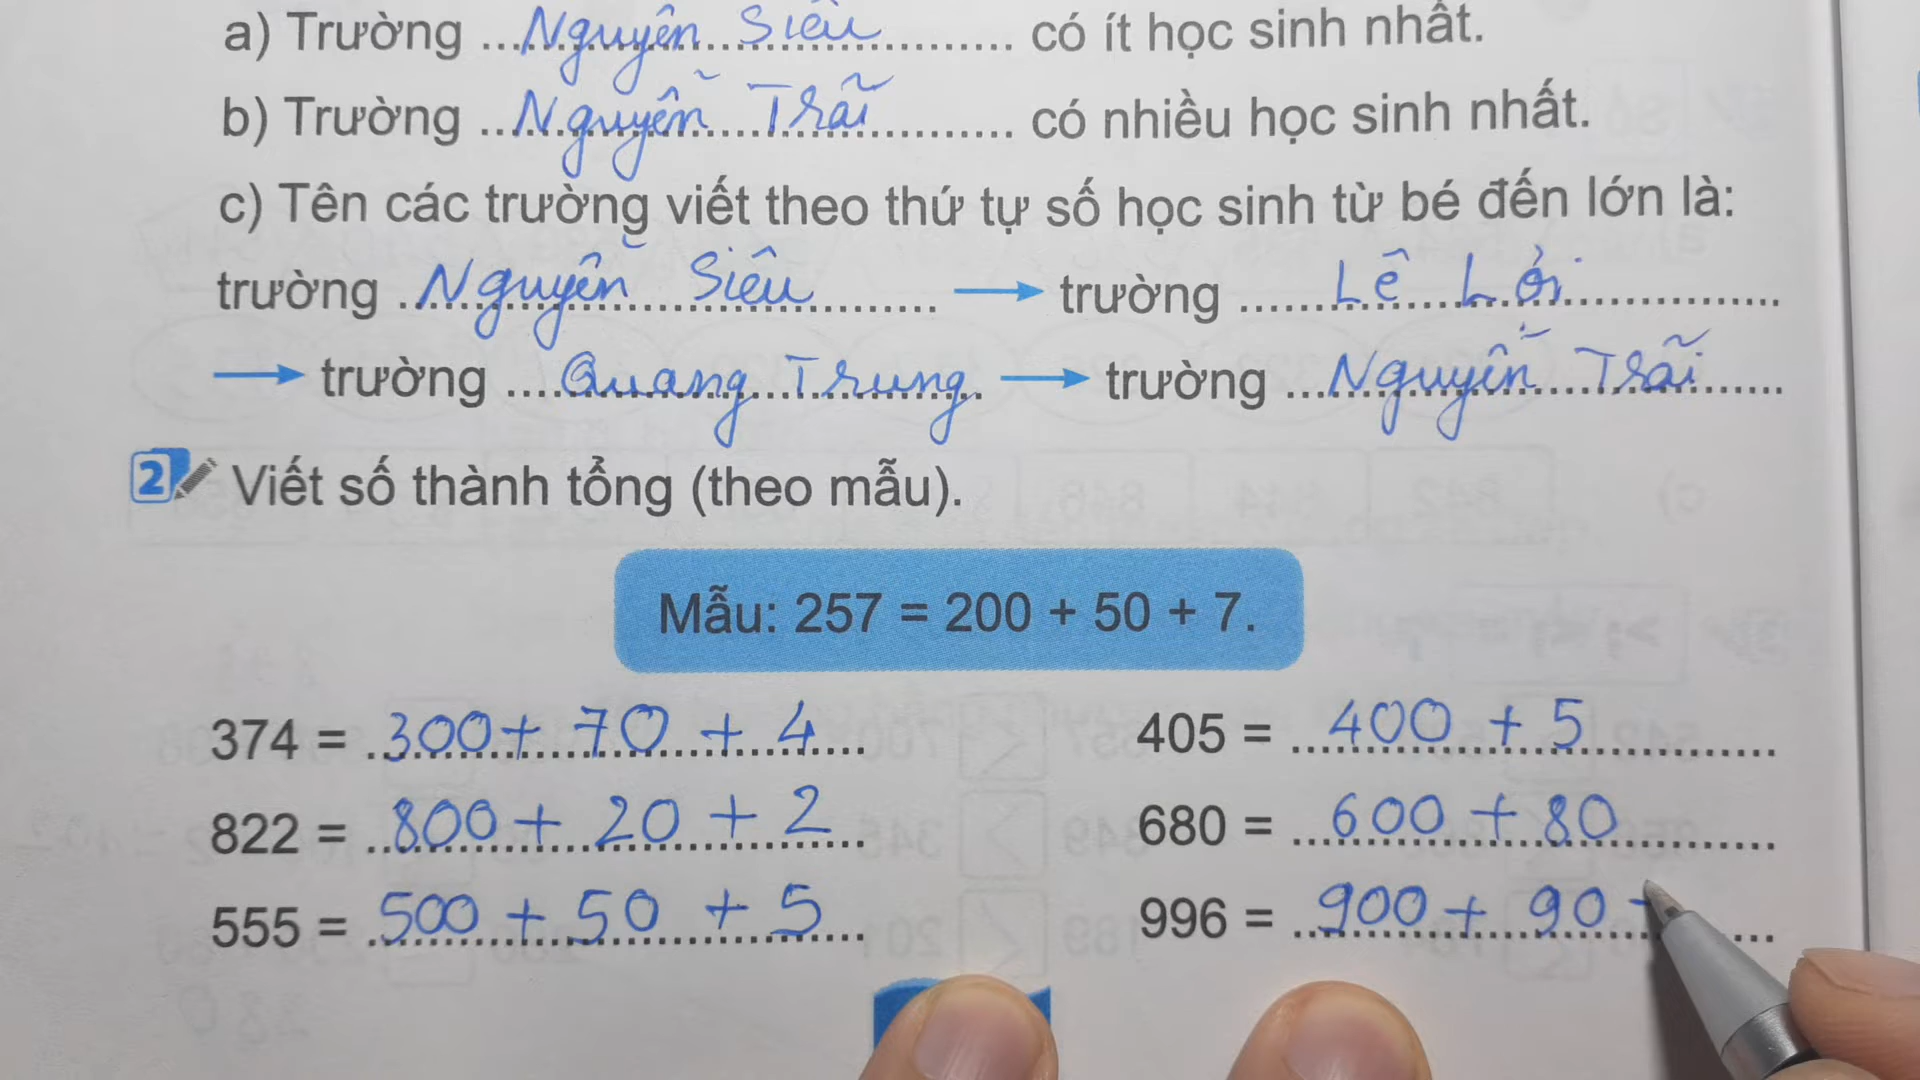 a) Trường ...Nguyễn Siêu... có ít học sinh nhất.
b) Trường ...Nguyễn Trãi... có nhiều học sinh nhất.
c) Tên các trường viết theo thứ tự số học sinh từ bé đến lớn là:
trường ...Nguyễn Siêu... → trường ...Lê Lợi...
→ trường ...Quang Trung... → trường ...Nguyễn Trãi...
2 Viết số thành tổng (theo mẫu).
Mẫu: 257 = 200 + 50 + 7.
374 = 300 + 70 + 4 405 = 400 + 5
822 = 800 + 20 + 2 680 = 600 + 80
555 = 500 + 50 + 5 996 = 900 + 90 +